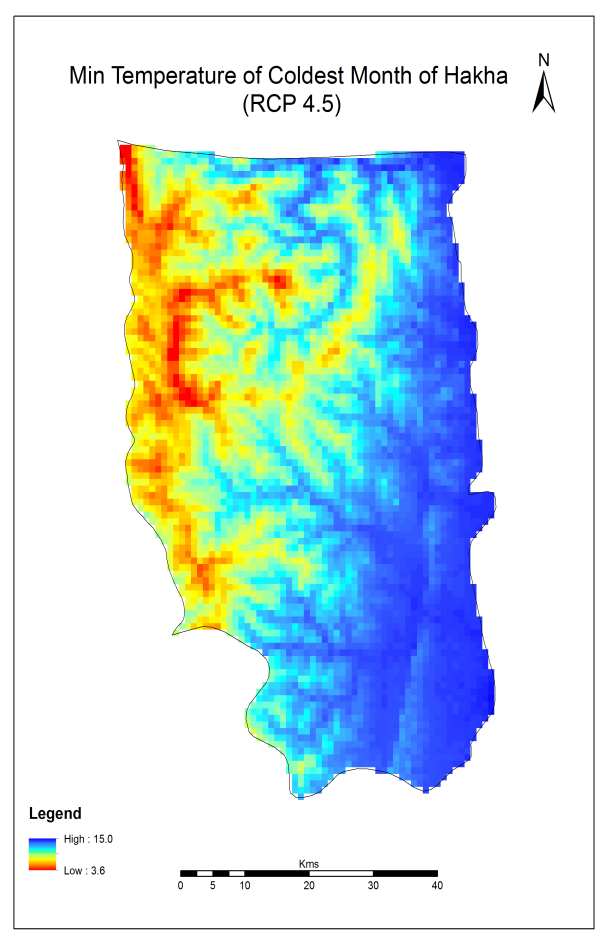 Min Temperature of Coldest Month of Hakha
(RCP 4.5)
N
Legend
High : 15.0
Low : 3.6
Kms
0 5 10 20 30 40